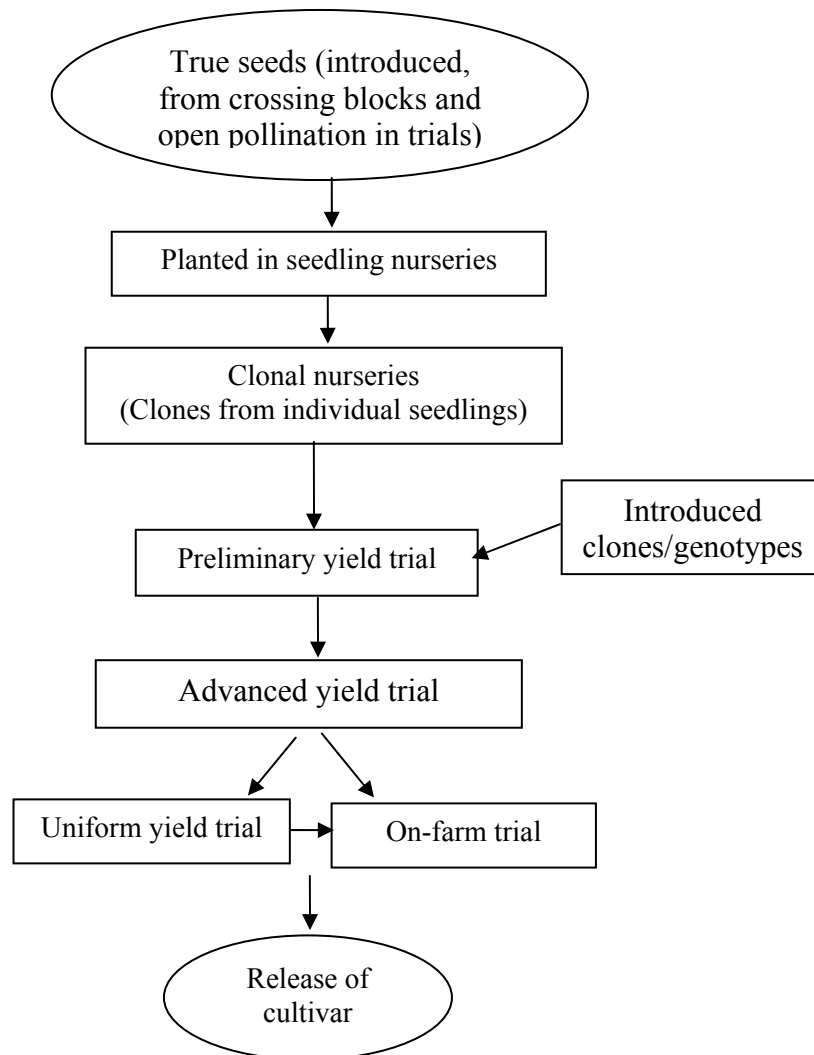 True seeds (introduced,
from crossing blocks and
open pollination in trials)
Planted in seedling nurseries
Clonal nurseries
(Clones from individual seedlings)
Introduced
clones/genotypes
Preliminary yield trial
Advanced yield trial
Uniform yield trial
On-farm trial
Release of
cultivar